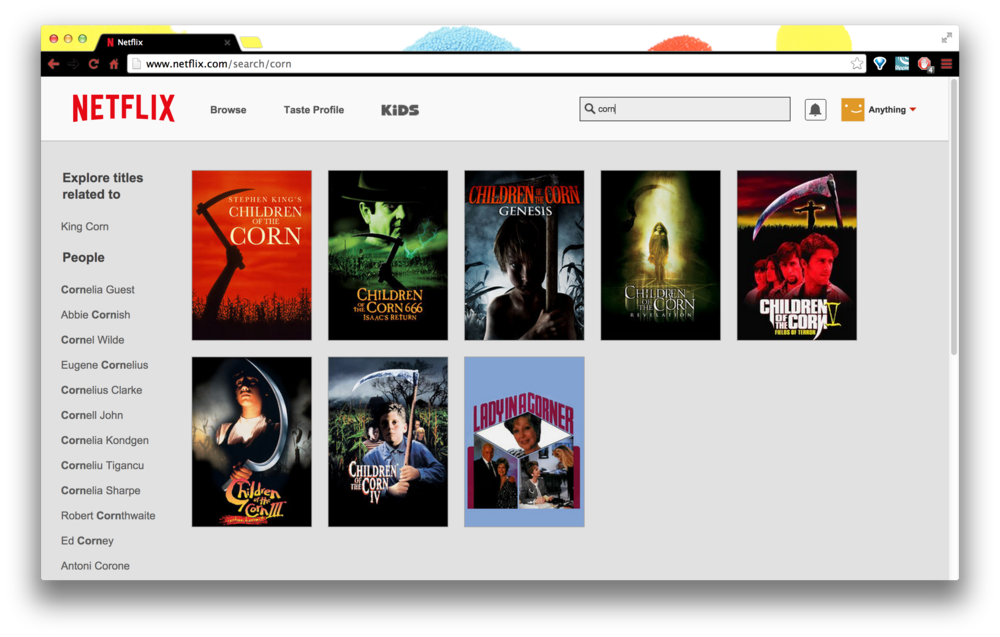 Netflix
www.netflix.com/search/corn
4
NETFLIX
Browse
Taste Profile
KiDS
corn
Anything
Explore titles
related to
King Corn
People
Cornelia Guest
Abbie Cornish
Cornel Wilde
Eugene Cornelius
Cornelius Clarke
Cornell John
Cornelia Kondgen
Corneliu Tigancu
Cornelia Sharpe
Robert Cornthwaite
Ed Corney
Antoni Corone
STEPHEN KING'S
CHILDREN
OF THE
CORN
CHILDREN
OF THE CORN 666
ISAAC'S RETURN
CHILDREN OF THE CORN
GENESIS
CHILDREN
OF THE CORN
REVELATION
CHILDREN
OF THE
CORN V
FIELDS OF TERROR
Children
of the
Corn III
CHILDREN
OF THE CORN
IV
LADY IN A CORNER